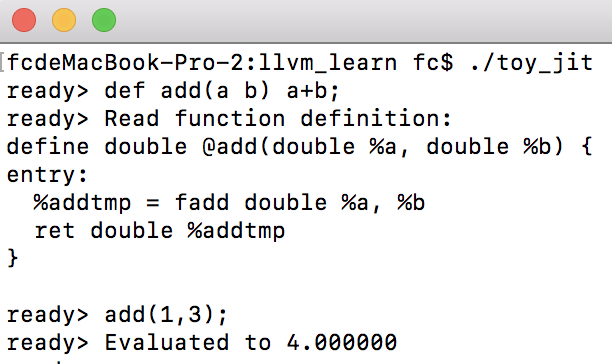 [fcdeMacBook-Pro-2:llvm_learn fc$ ./toy_jit
ready> def add(a b) a+b;
ready> Read function definition:
define double @add(double %a, double %b) {
entry:
  %addtmp = fadd double %a, %b
  ret double %addtmp
}

ready> add(1,3);
ready> Evaluated to 4.000000